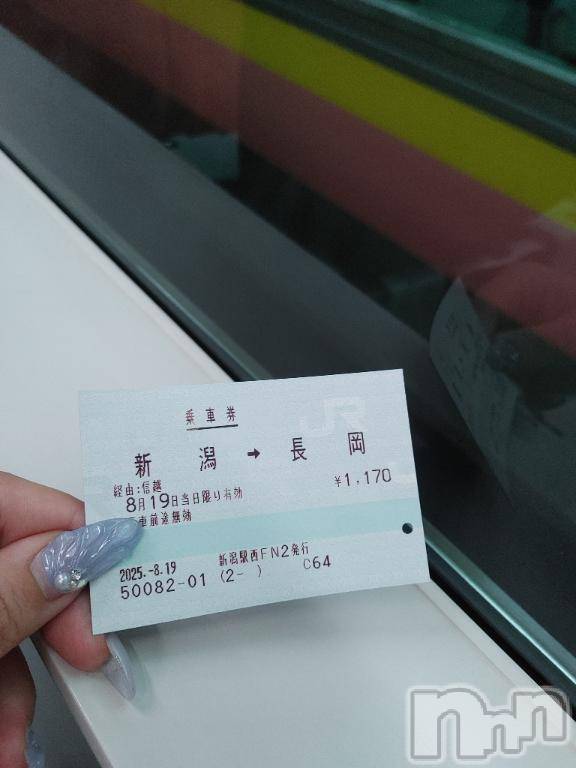 乗車券
新潟 → 長岡
経由:信越
¥1,170
8月19日当日限り有効
車前途無効
2025.-8.19
新潟駅西FN2発行
50082-01 (2- ) C64
JR
nnn